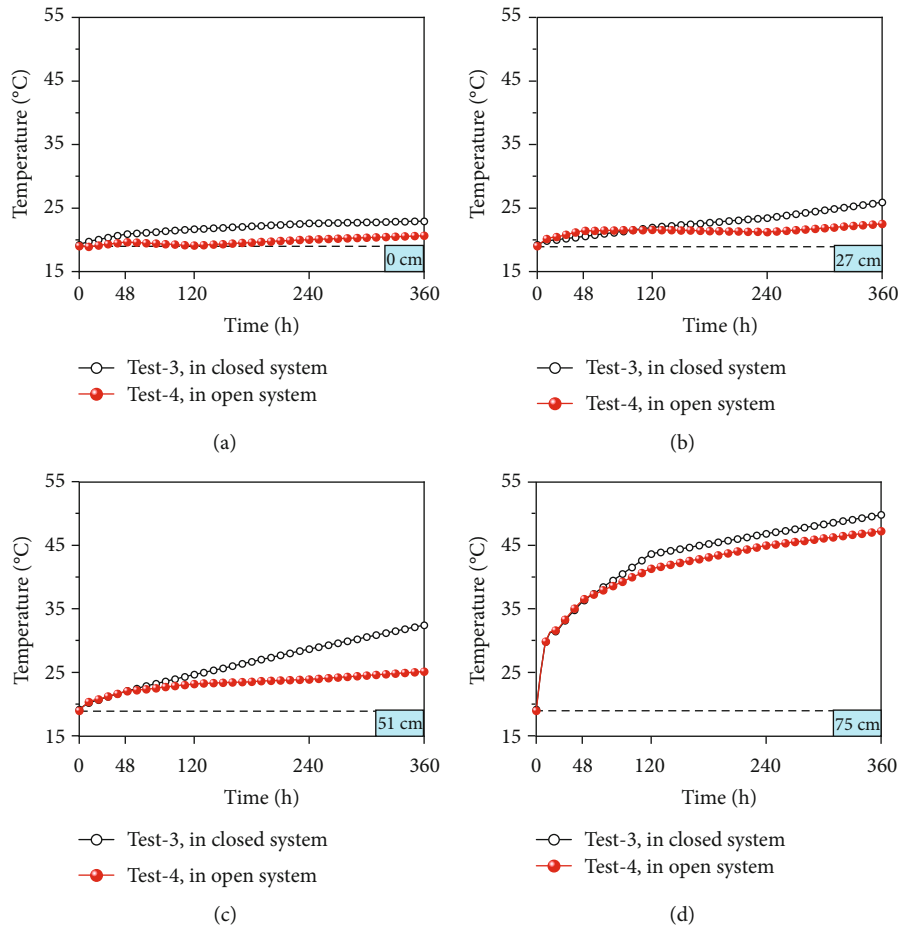 55
45
35
25
15
Temperature (°C)
0 cm
0 48 120 240 360
Time (h)
Test-3, in closed system
Test-4, in open system
(a)
55
45
35
25
15
Temperature (°C)
27 cm
0 48 120 240 360
Time (h)
Test-3, in closed system
Test-4, in open system
(b)
55
45
35
25
15
Temperature (°C)
51 cm
0 48 120 240 360
Time (h)
Test-3, in closed system
Test-4, in open system
(c)
55
45
35
25
15
Temperature (°C)
75 cm
0 48 120 240 360
Time (h)
Test-3, in closed system
Test-4, in open system
(d)